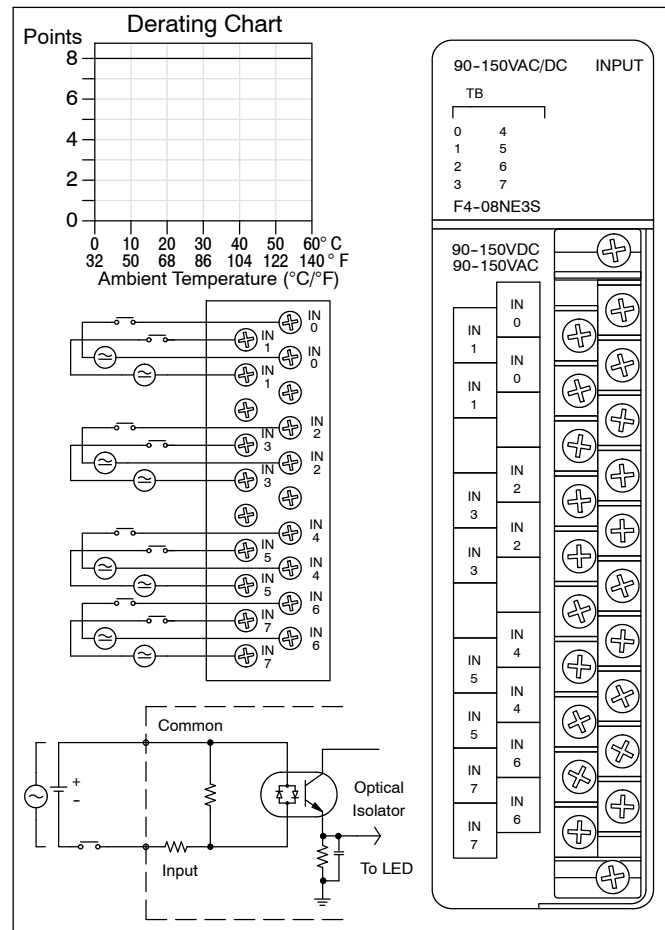 Derating Chart
Points
8
6
4
2
0
0 10 20 30 40 50 60°C
32 50 68 86 104 122 140°F
Ambient Temperature (°C/°F)
IN
0
IN
1
IN
0
IN
1
IN
2
IN
3
IN
2
IN
3
IN
4
IN
5
IN
4
IN
5
IN
6
IN
7
IN
6
IN
7
Common
+
-
Input
Optical
Isolator
To LED
90-150VAC/DC INPUT
TB
0 4
1 5
2 6
3 7
F4-08NE3S
90-150VDC
90-150VAC
IN
0
IN
1
IN
0
IN
1
IN
2
IN
3
IN
2
IN
3
IN
4
IN
5
IN
4
IN
5
IN
6
IN
7
IN
6
IN
7